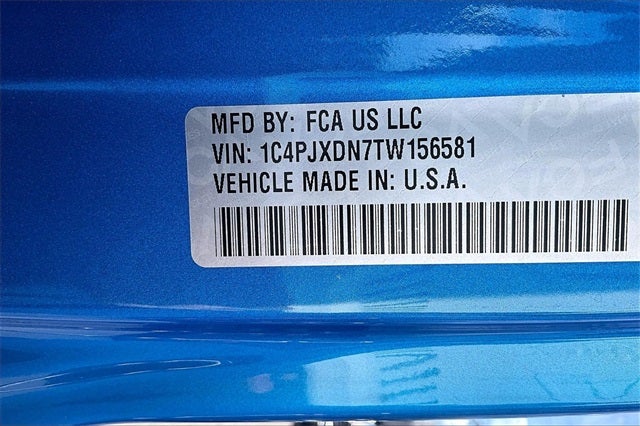 MFD BY: FCA US LLC
VIN: 1C4PJXDN7TW156581
VEHICLE MADE IN: U.S.A.